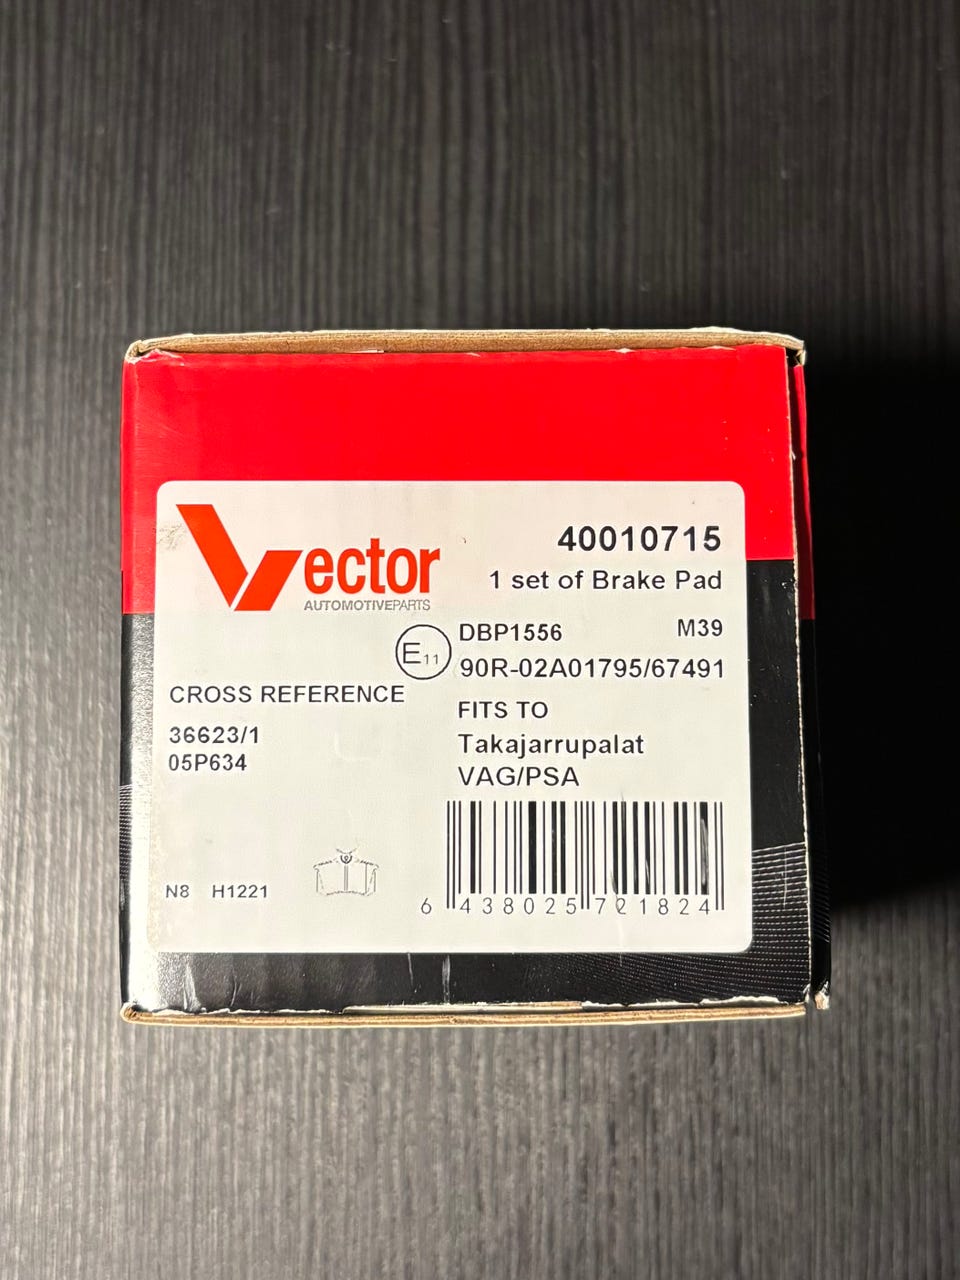 Vector
AUTOMOTIVEPARTS
40010715
1 set of Brake Pad
E11
DBP1556 M39
90R-02A01795/67491
CROSS REFERENCE
36623/1
05P634
FITS TO
Takajarrupalat
VAG/PSA
N8 H1221
6 438025 721824